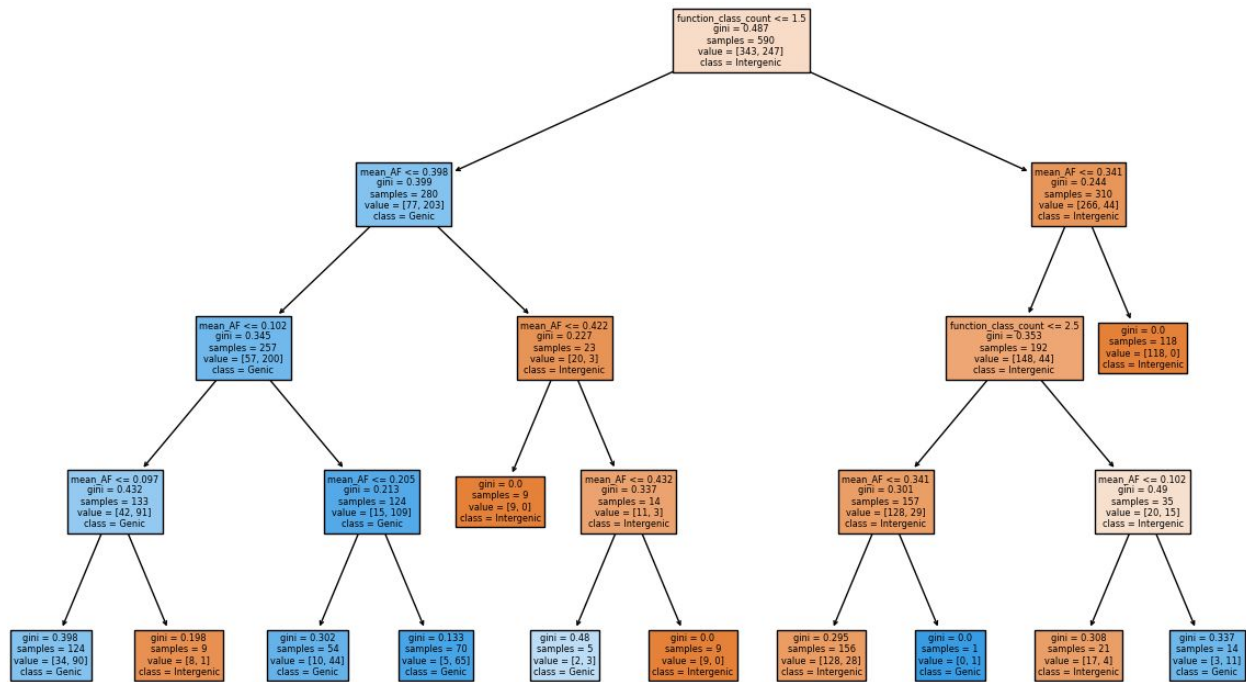 function_class_count <= 1.5
gini = 0.487
samples = 590
value = [343, 247]
class = Intergenic
mean_AF <= 0.398
gini = 0.399
samples = 280
value = [77, 203]
class = Genic
mean_AF <= 0.341
gini = 0.244
samples = 310
value = [266, 44]
class = Intergenic
mean_AF <= 0.102
gini = 0.345
samples = 257
value = [57, 200]
class = Genic
mean_AF <= 0.422
gini = 0.227
samples = 23
value = [20, 3]
class = Intergenic
function_class_count <= 2.5
gini = 0.353
samples = 192
value = [148, 44]
class = Intergenic
gini = 0.0
samples = 118
value = [118, 0]
class = Intergenic
mean_AF <= 0.097
gini = 0.432
samples = 133
value = [42, 91]
class = Genic
mean_AF <= 0.205
gini = 0.213
samples = 124
value = [15, 109]
class = Genic
gini = 0.0
samples = 9
value = [9, 0]
class = Intergenic
mean_AF <= 0.432
gini = 0.337
samples = 14
value = [11, 3]
class = Intergenic
mean_AF <= 0.341
gini = 0.301
samples = 157
value = [128, 29]
class = Intergenic
mean_AF <= 0.102
gini = 0.49
samples = 35
value = [20, 15]
class = Intergenic
gini = 0.398
samples = 124
value = [34, 90]
class = Genic
gini = 0.198
samples = 9
value = [8, 1]
class = Intergenic
gini = 0.302
samples = 54
value = [10, 44]
class = Genic
gini = 0.133
samples = 70
value = [5, 65]
class = Genic
gini = 0.48
samples = 5
value = [2, 3]
class = Genic
gini = 0.0
samples = 9
value = [9, 0]
class = Intergenic
gini = 0.295
samples = 156
value = [128, 28]
class = Intergenic
gini = 0.0
samples = 1
value = [0, 1]
class = Genic
gini = 0.308
samples = 21
value = [17, 4]
class = Intergenic
gini = 0.337
samples = 14
value = [3, 11]
class = Genic